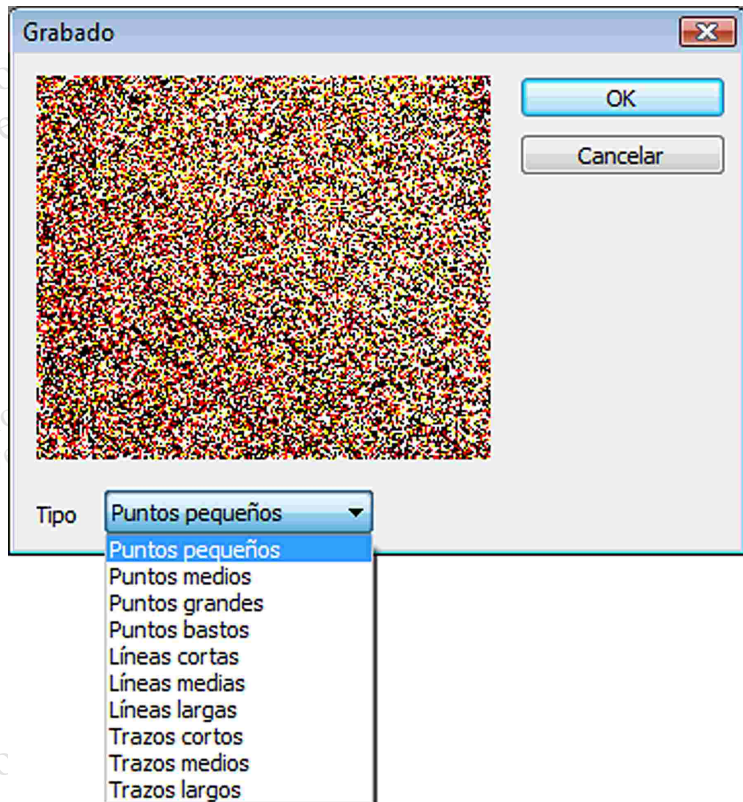 Grabado
OK
Cancelar
Tipo Puntos pequeños
Puntos pequeños
Puntos medios
Puntos grandes
Puntos bastos
Líneas cortas
Líneas medias
Líneas largas
Trazos cortos
Trazos medios
Trazos largos